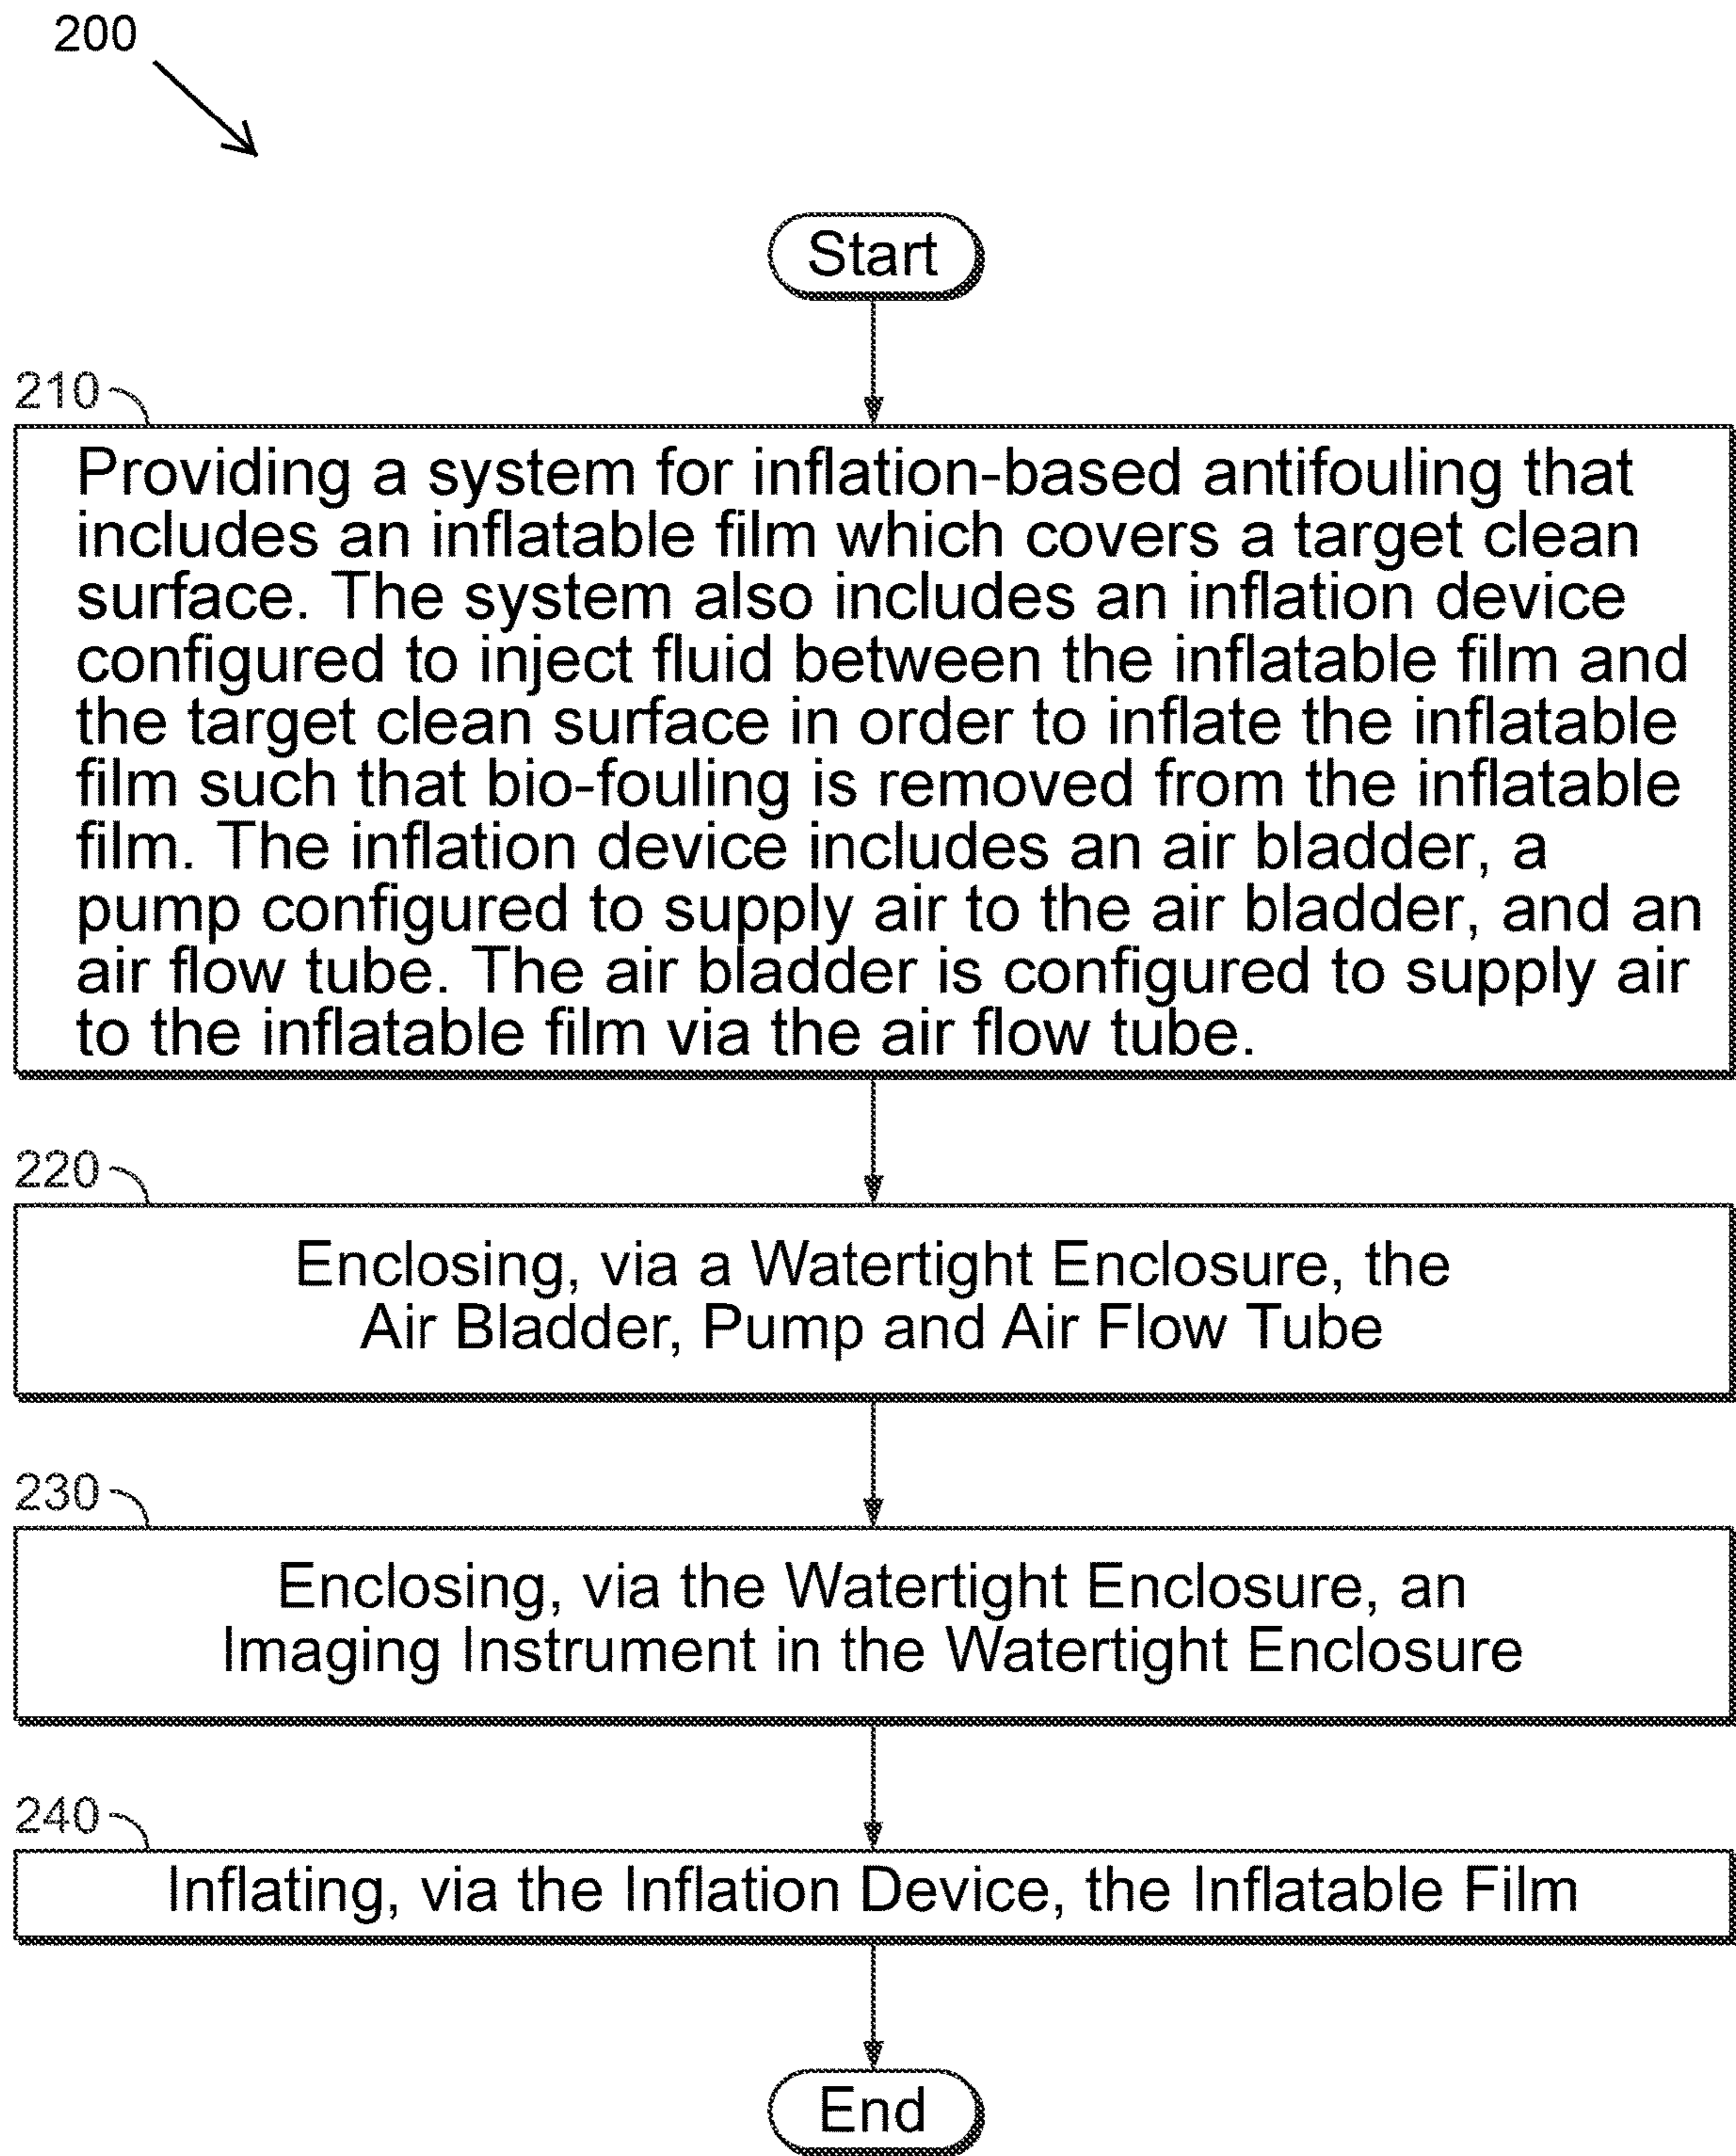 200
Start
210
Providing a system for inflation-based antifouling that
includes an inflatable film which covers a target clean
surface. The system also includes an inflation device
configured to inject fluid between the inflatable film and
the target clean surface in order to inflate the inflatable
film such that bio-fouling is removed from the inflatable
film. The inflation device includes an air bladder, a
pump configured to supply air to the air bladder, and an
air flow tube. The air bladder is configured to supply air
to the inflatable film via the air flow tube.
220
Enclosing, via a Watertight Enclosure, the
Air Bladder, Pump and Air Flow Tube
230
Enclosing, via the Watertight Enclosure, an
Imaging Instrument in the Watertight Enclosure
240
Inflating, via the Inflation Device, the Inflatable Film
End